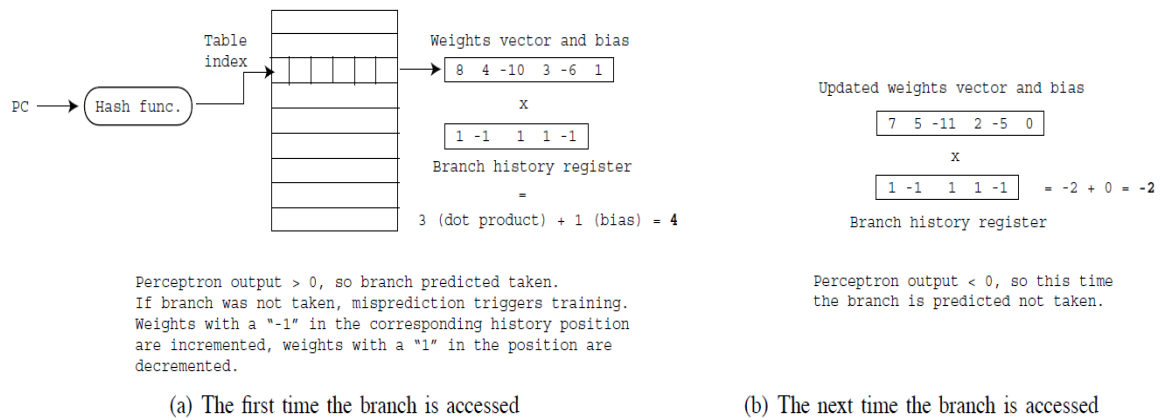 Table
index
PC
Hash func.
Weights vector and bias
8 4 -10 3 -6 1
x
1 -1 1 1 -1
Branch history register
=
3 (dot product) + 1 (bias) = 4
Perceptron output > 0, so branch predicted taken.
If branch was not taken, misprediction triggers training.
Weights with a “-1” in the corresponding history position
are incremented, weights with a “1” in the position are
decremented.
(a) The first time the branch is accessed
Updated weights vector and bias
7 5 -11 2 -5 0
x
1 -1 1 1 -1 = -2 + 0 = -2
Branch history register
Perceptron output < 0, so this time
the branch is predicted not taken.
(b) The next time the branch is accessed